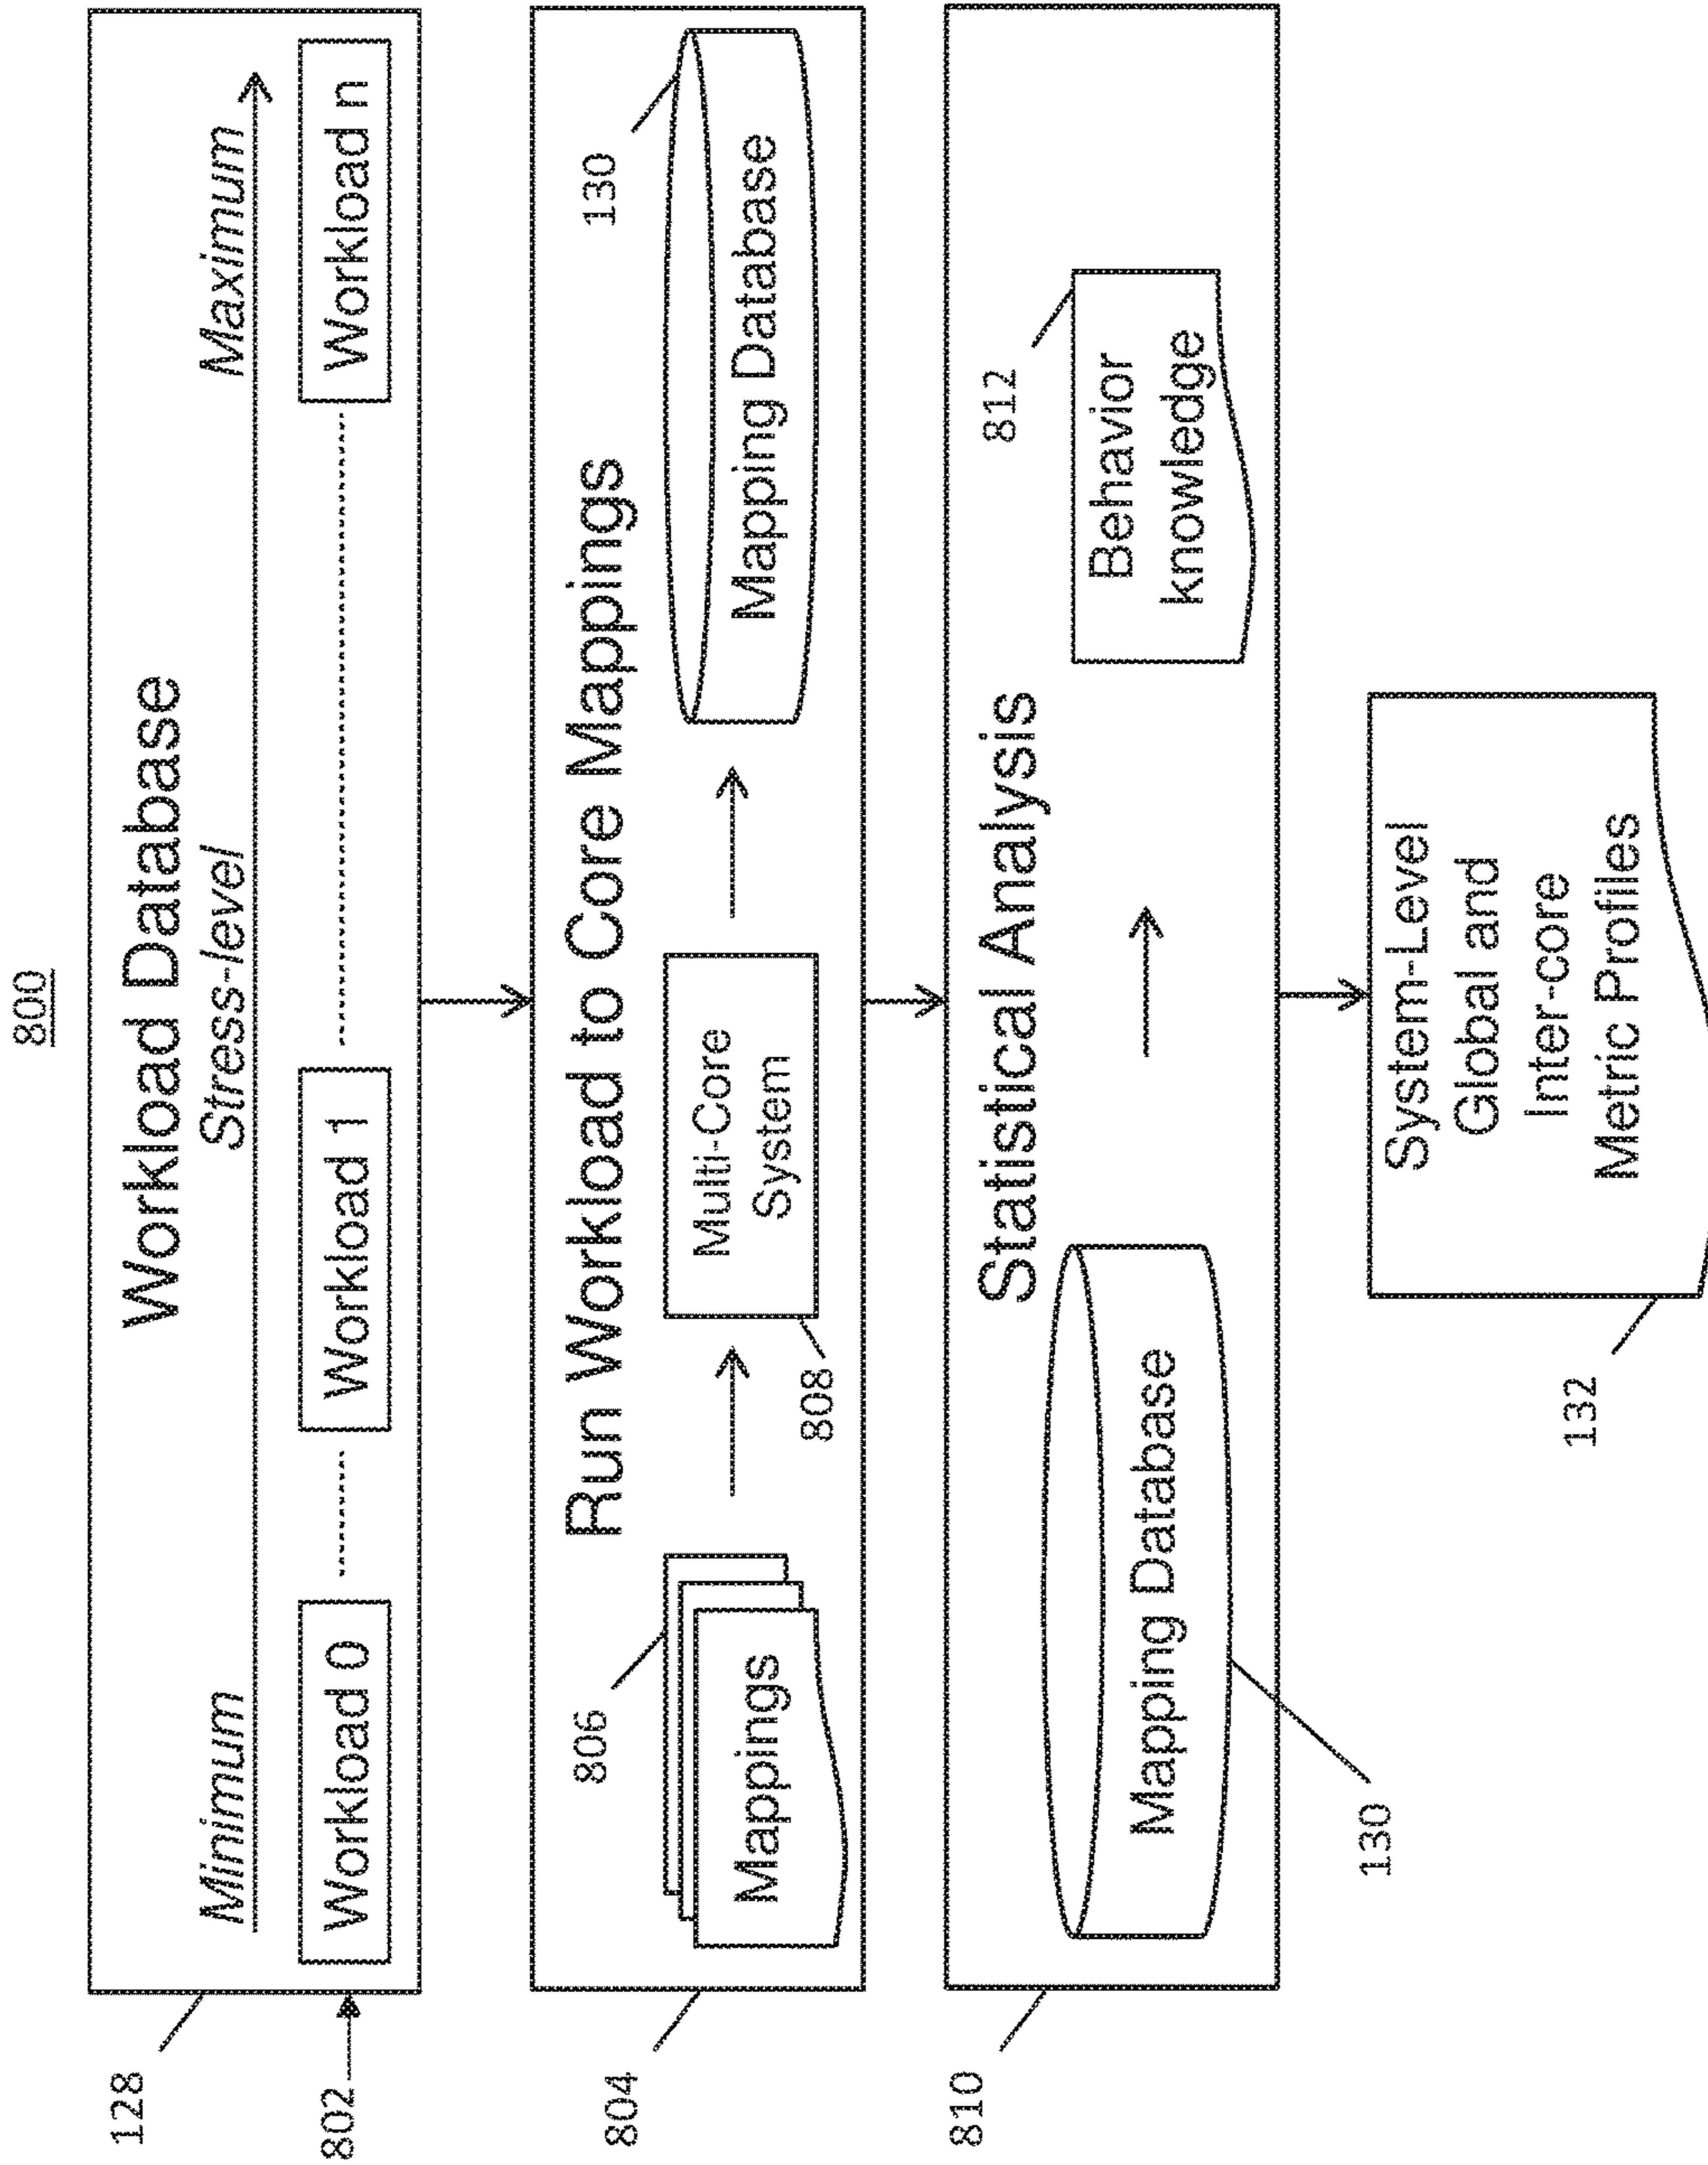 800
128
Workload Database
Minimum
Stress-level
Maximum
802
Workload 0
Workload 1
Workload n
804
Run Workload to Core Mappings
806
130
Mappings
Multi-Core
System
Mapping Database
808
810
Statistical Analysis
812
Mapping Database
Behavior
knowledge
130
132
System-Level
Global and
Inter-core
Metric Profiles